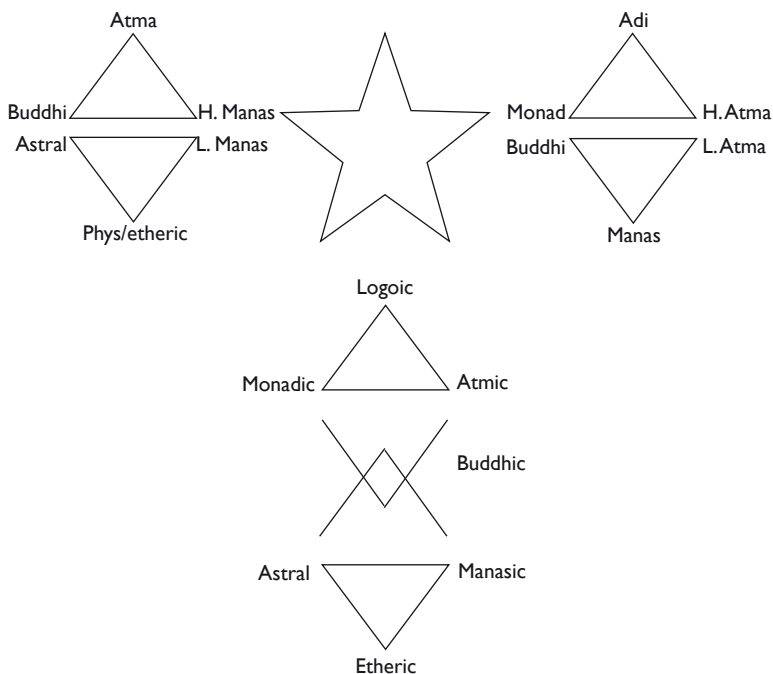 Atma
Adi
Buddhi
H. Manas
Monad
H. Atma
Astral
L. Manas
Buddhi
L. Atma
Phys/etheric
Manas
Logoic
Monadic
Atmic
Buddhic
Astral
Manasic
Etheric